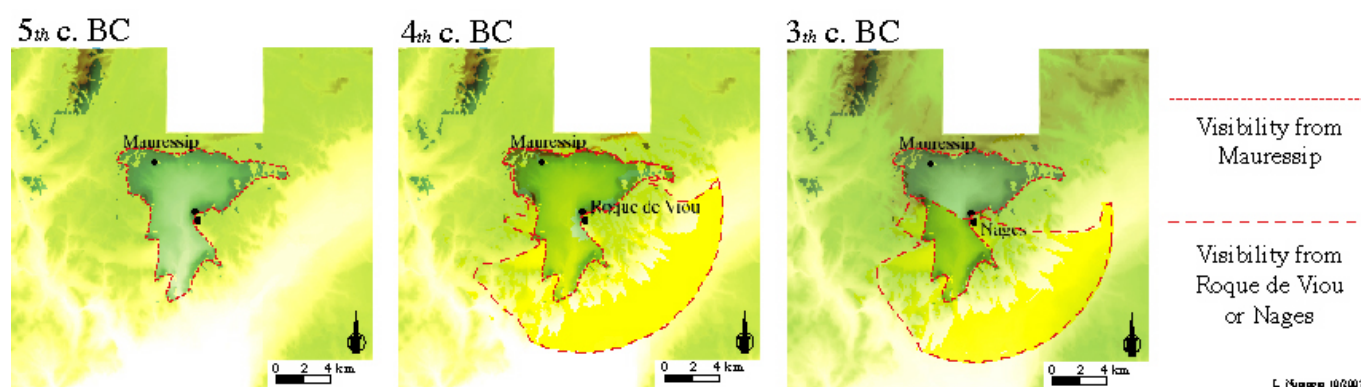 5th c. BC
Mauressip
0 2 4 km
4th c. BC
Mauressip
Roque de Viou
0 2 4 km
3th c. BC
Mauressip
Nages
0 2 4 km
Visibility from
Mauressip
Visibility from
Roque de Viou
or Nages
L.